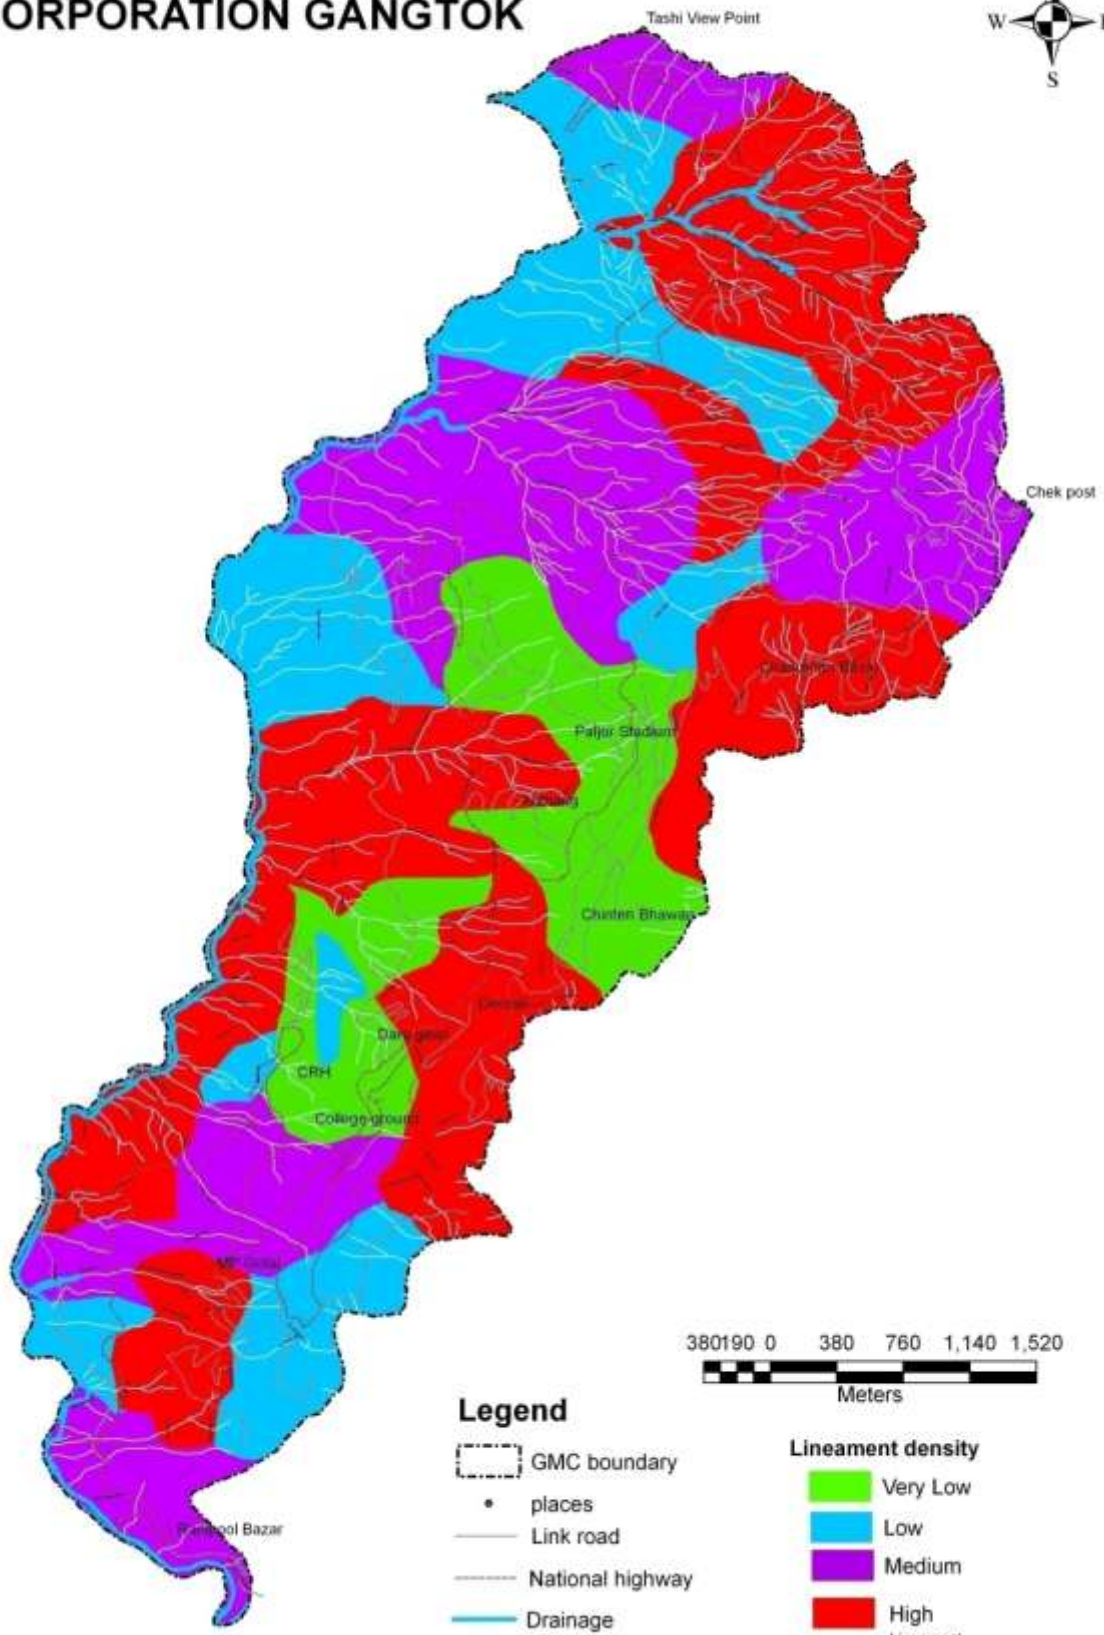 ORPORATION GANGTOK
Tashi View Point
W
S
Chek post
Paljor Stadium
Chinten Bhawan
CRH
College ground
380190 0 380 760 1,140 1,520
Meters
Legend
GMC boundary
places
Link road
National highway
Drainage
Lineament density
Very Low
Low
Medium
High
Bazar